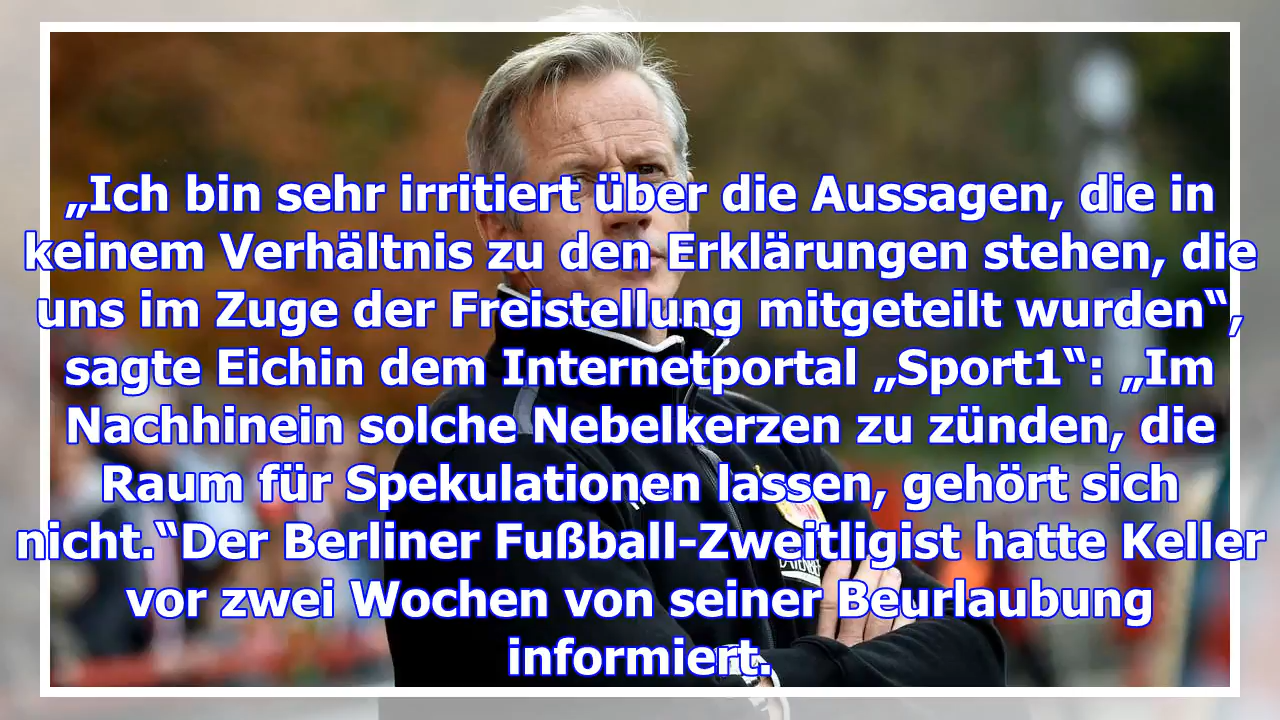 „Ich bin sehr irritiert über die Aussagen, die in
keinem Verhältnis zu den Erklärungen stehen, die
uns im Zuge der Freistellung mitgeteilt wurden“,
sagte Eichin dem Internetportal „Sport1“: „Im
Nachhinein solche Nebelkerzen zu zünden, die
Raum für Spekulationen lassen, gehört sich
nicht.“Der Berliner Fußball-Zweitligist hatte Keller
vor zwei Wochen von seiner Beurlaubung
informiert.